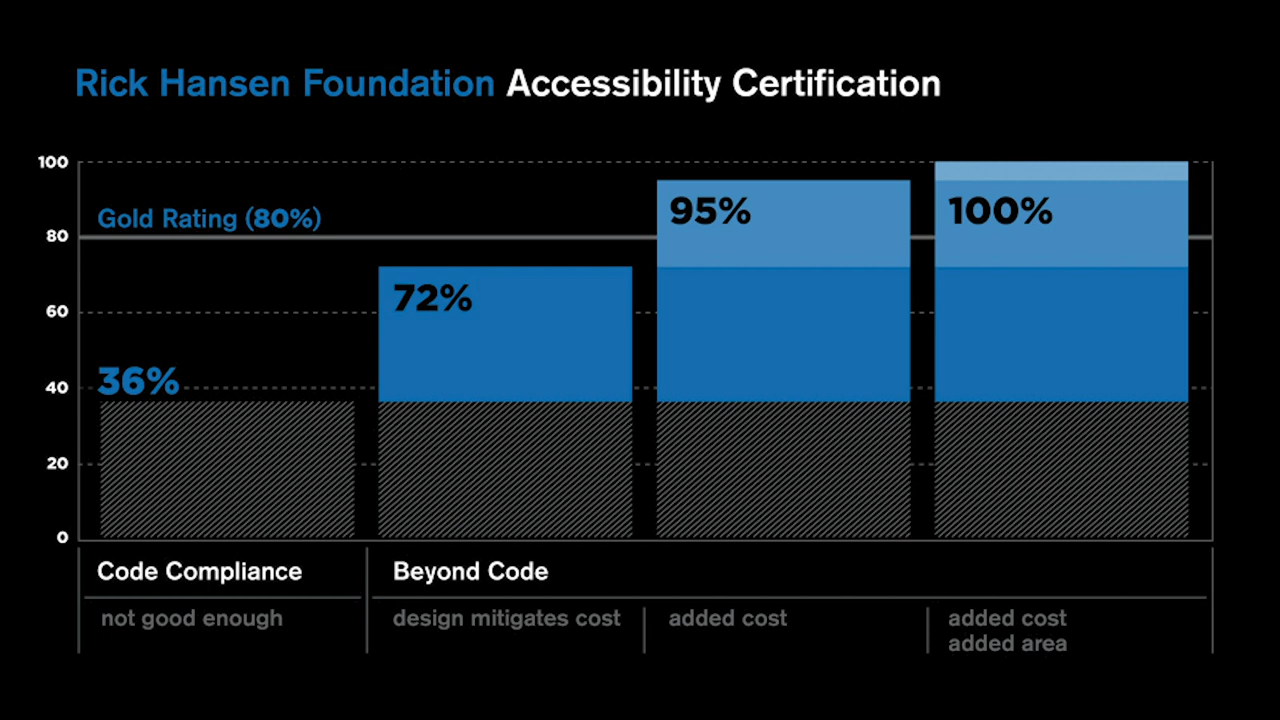 Rick Hansen Foundation Accessibility Certification
100
Gold Rating (80%)
80
60
40
20
0
36%
72%
95%
100%
Code Compliance
Beyond Code
not good enough
design mitigates cost
added cost
added cost
added area